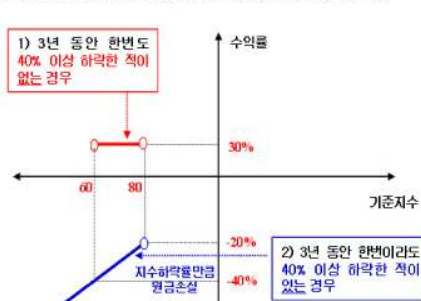 1) 3년 동안 한번도
40% 이상 하락한 적이
없는 경우
수익률
30%
60
80
기준지수
-20%
지수하락률만큼
원금손실
-40%
2) 3년 동안 한번이라도
40% 이상 하락한 적이
있는 경우